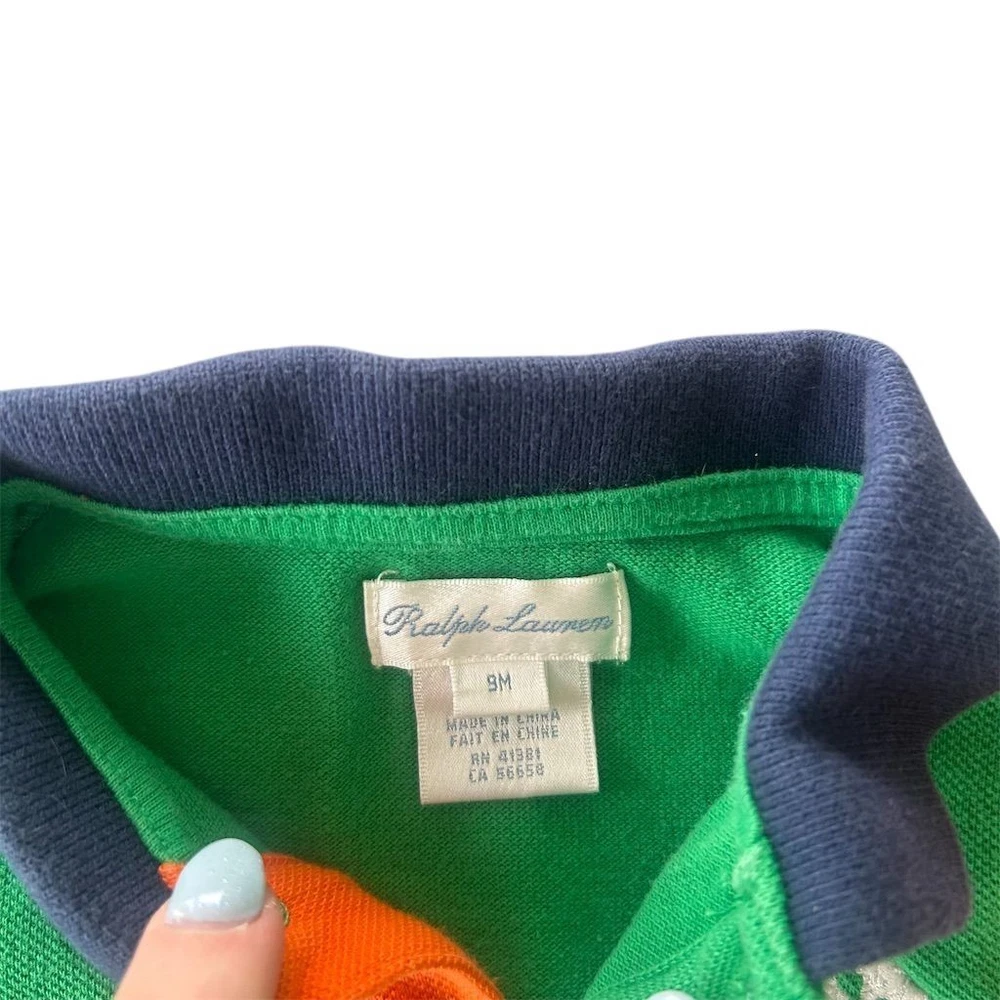 Ralph Lauren
9M
MADE IN CHINA
FAIT EN CHINE
RN 41381
CA 56658